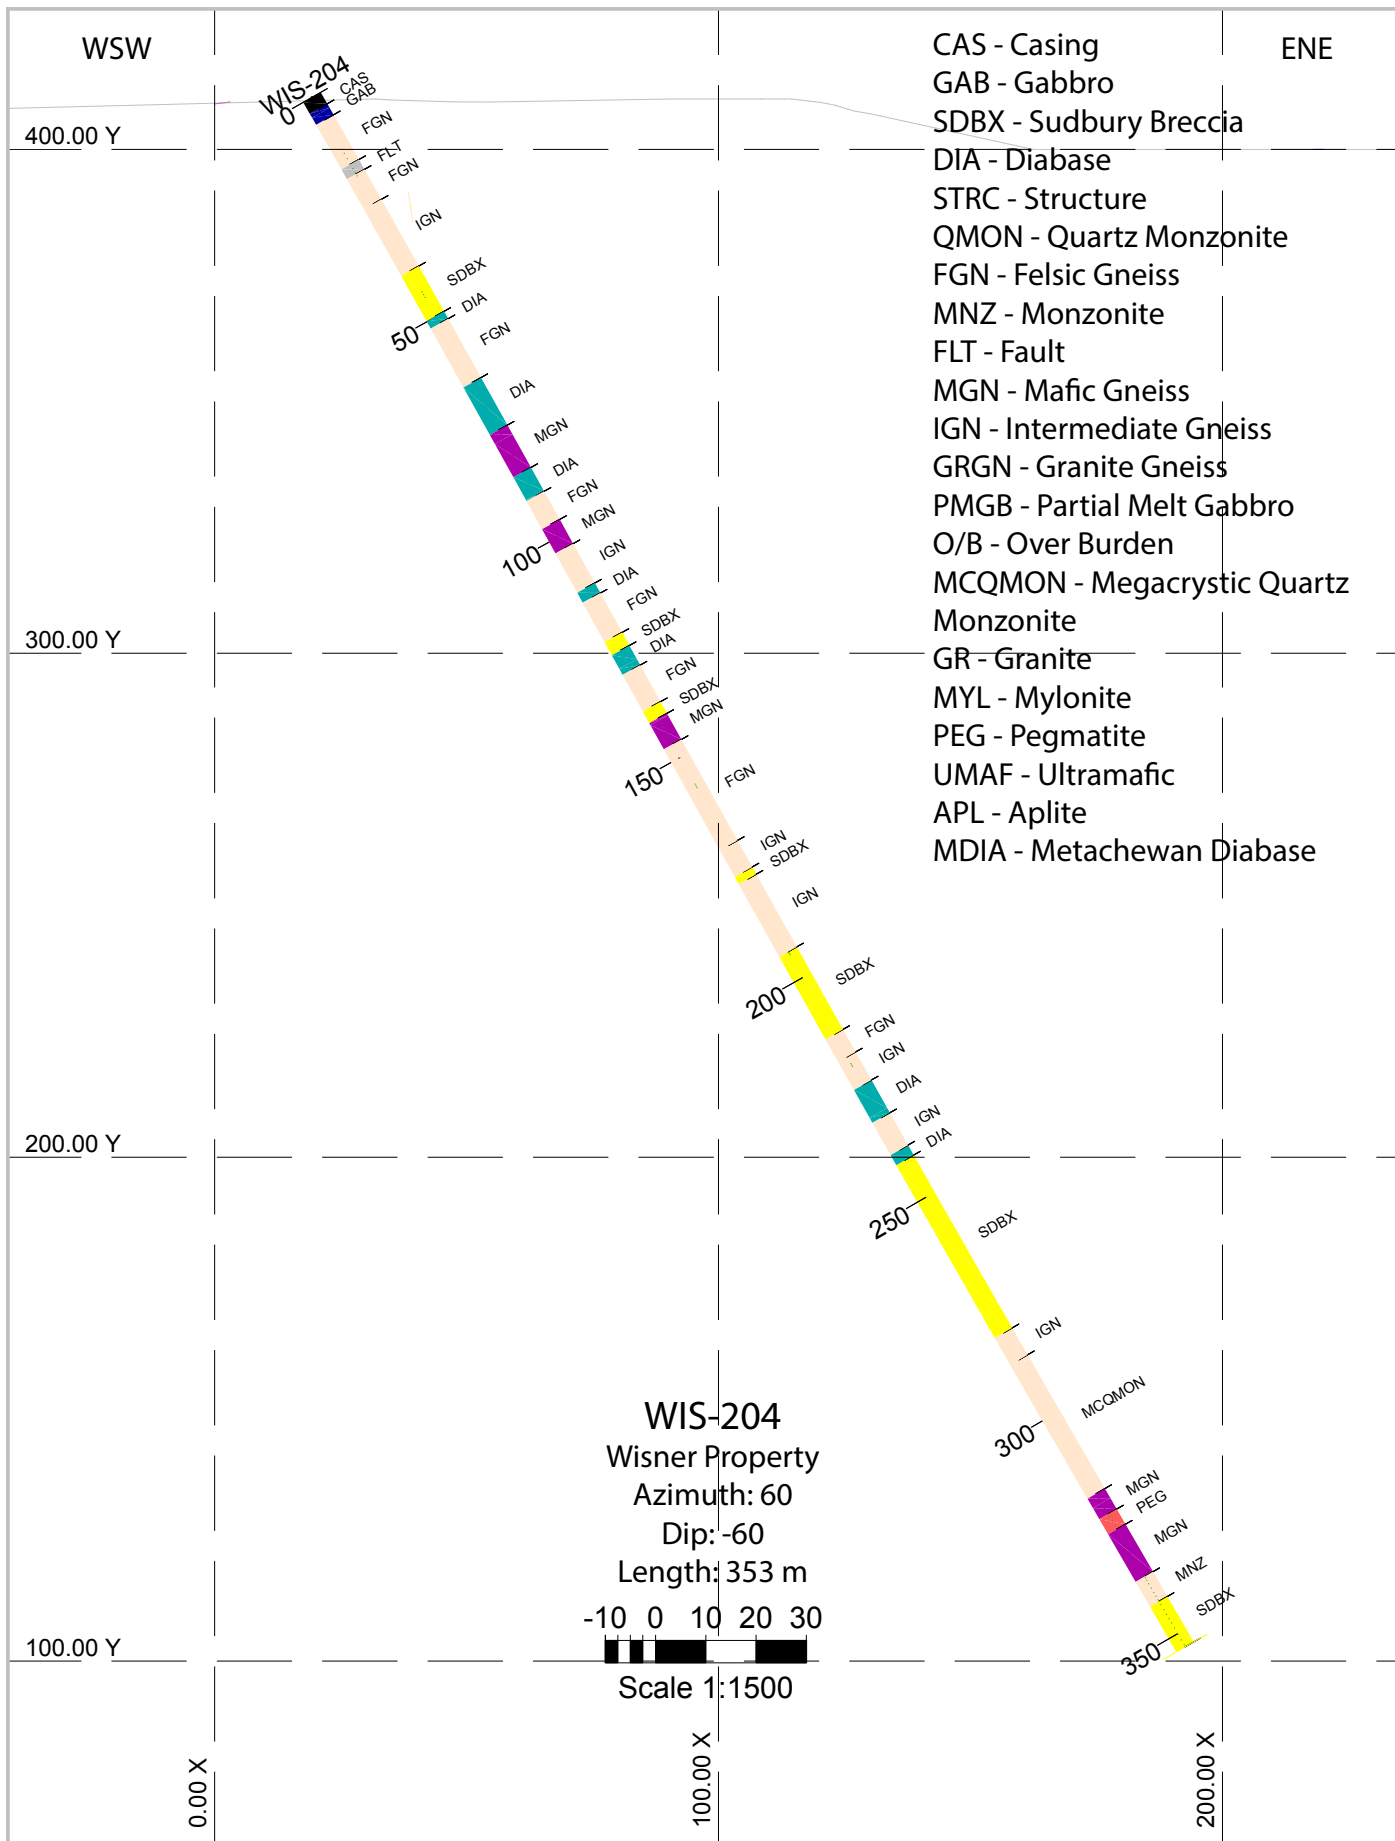 WSW
ENE
CAS - Casing
GAB - Gabbro
SDBX - Sudbury Breccia
DIA - Diabase
STRC - Structure
QMON - Quartz Monzonite
FGN - Felsic Gneiss
MNZ - Monzonite
FLT - Fault
MGN - Mafic Gneiss
IGN - Intermediate Gneiss
GRGN - Granite Gneiss
PMGB - Partial Melt Gabbro
O/B - Over Burden
MCQMON - Megacrystic Quartz
Monzonite
GR - Granite
MYL - Mylonite
PEG - Pegmatite
UMAF - Ultramafic
APL - Aplite
MDIA - Metachewan Diabase
WIS-204
0
CAS
GAB
FGN
400.00 Y
FLT
FGN
IGN
SDBX
DIA
50
FGN
DIA
MGN
DIA
FGN
MGN
100
IGN
DIA
FGN
SDBX
300.00 Y
DIA
FGN
SDBX
MGN
150
FGN
IGN
SDBX
IGN
SDBX
200
FGN
IGN
DIA
IGN
DIA
200.00 Y
250
SDBX
IGN
MCQMON
300
MGN
PEG
MGN
MNZ
SDBX
350
100.00 Y
WIS-204
Wisner Property
Azimuth: 60
Dip: -60
Length: 353 m
-10 0 10 20 30
Scale 1:1500
0.00 X
100.00 X
200.00 X